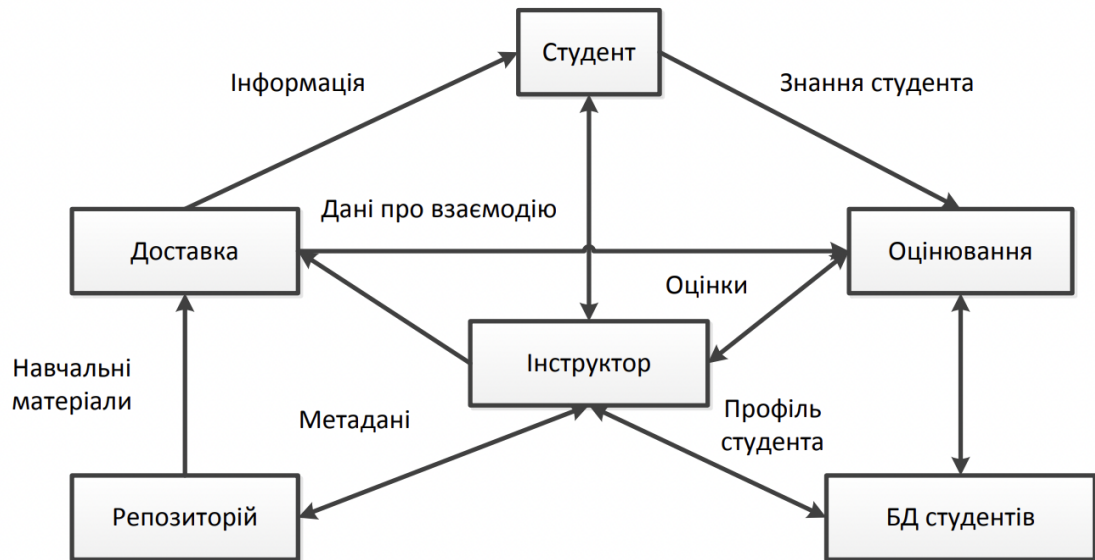 Студент
Інформація
Знання студента
Дані про взаємодію
Доставка
Оцінювання
Оцінки
Інструктор
Навчальні
матеріали
Метадані
Профіль
студента
Репозиторій
БД студентів